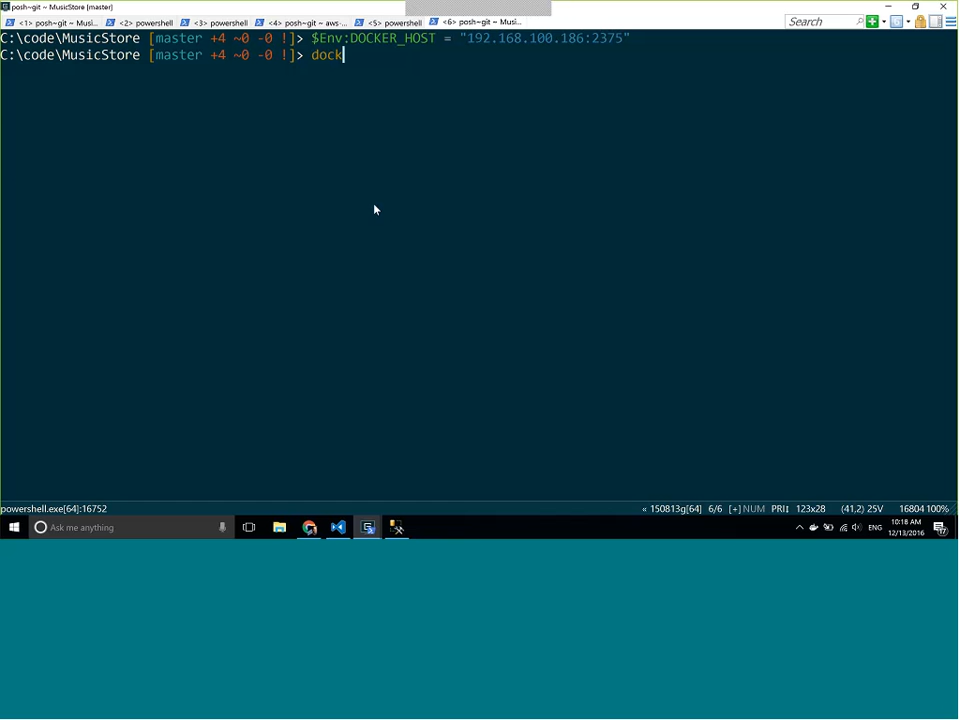 posh~git ~ MusicStore [master]
<1> posh~git ~ Musi... <2> powershell <3> powershell <4> posh~git ~ aws-... <5> powershell <6> posh~git ~ Musi... Search
C:\code\MusicStore [master +4 ~0 -0 !]> $Env:DOCKER_HOST = "192.168.100.186:2375"
C:\code\MusicStore [master +4 ~0 -0 !]> dock
powershell.exe[64]:16752 « 150813g[64] 6/6 [+] NUM PRI↕ 123x28 (41,2) 25V 16804 100%
Ask me anything ENG 10:18 AM
12/13/2016